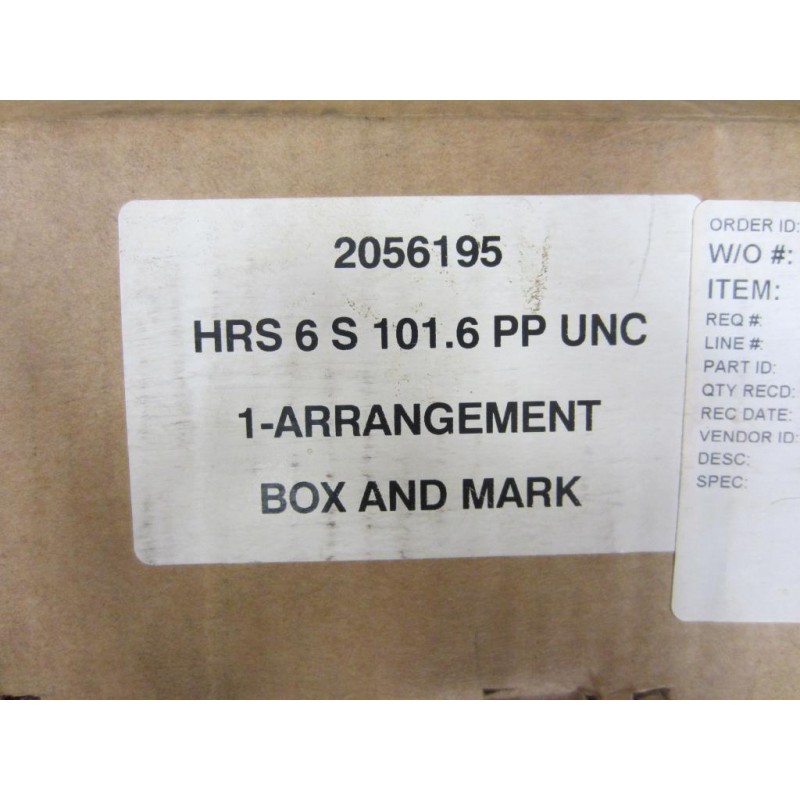 2056195
HRS 6 S 101.6 PP UNC
1-ARRANGEMENT
BOX AND MARK
ORDER ID:
W/O #:
ITEM:
REQ #:
LINE #:
PART ID:
QTY RECD:
REC DATE:
VENDOR ID:
DESC:
SPEC: